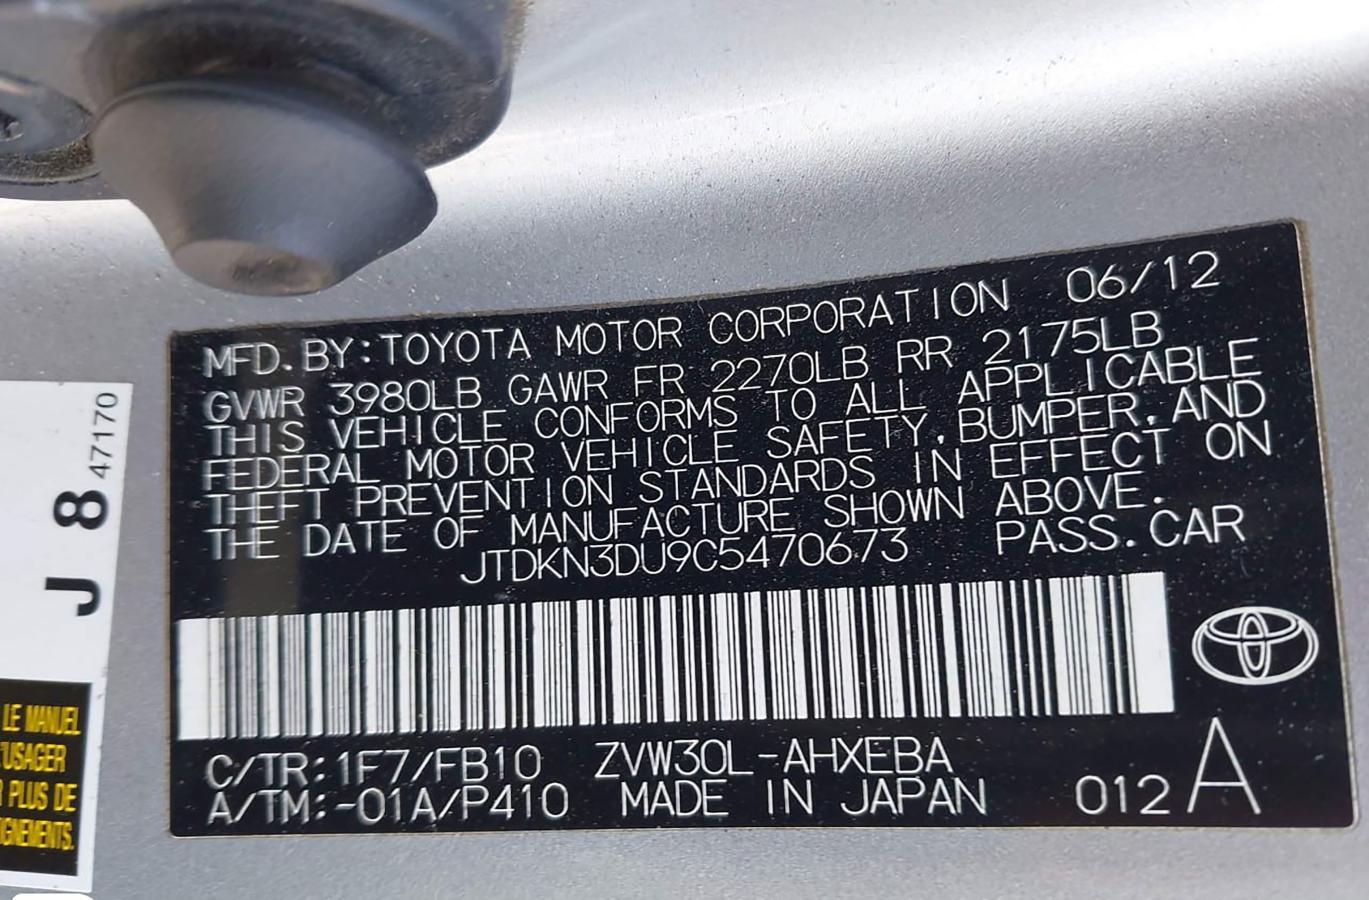 MFD.BY:TOYOTA MOTOR CORPORATION 06/12
GVWR 3980LB GAWR FR 2270LB RR 2175LB
THIS VEHICLE CONFORMS TO ALL APPLICABLE
FEDERAL MOTOR VEHICLE SAFETY,BUMPER,AND
THEFT PREVENTION STANDARDS IN EFFECT ON
THE DATE OF MANUFACTURE SHOWN ABOVE.
JTDKN3DU9C5470673 PASS.CAR
C/TR:1F7/FB10 ZVW30L-AHXEBA
A/TM:-01A/P410 MADE IN JAPAN 012 A
J 8 47170
LE MANUEL
'USAGER
R PLUS DE
IGNEMENTS.